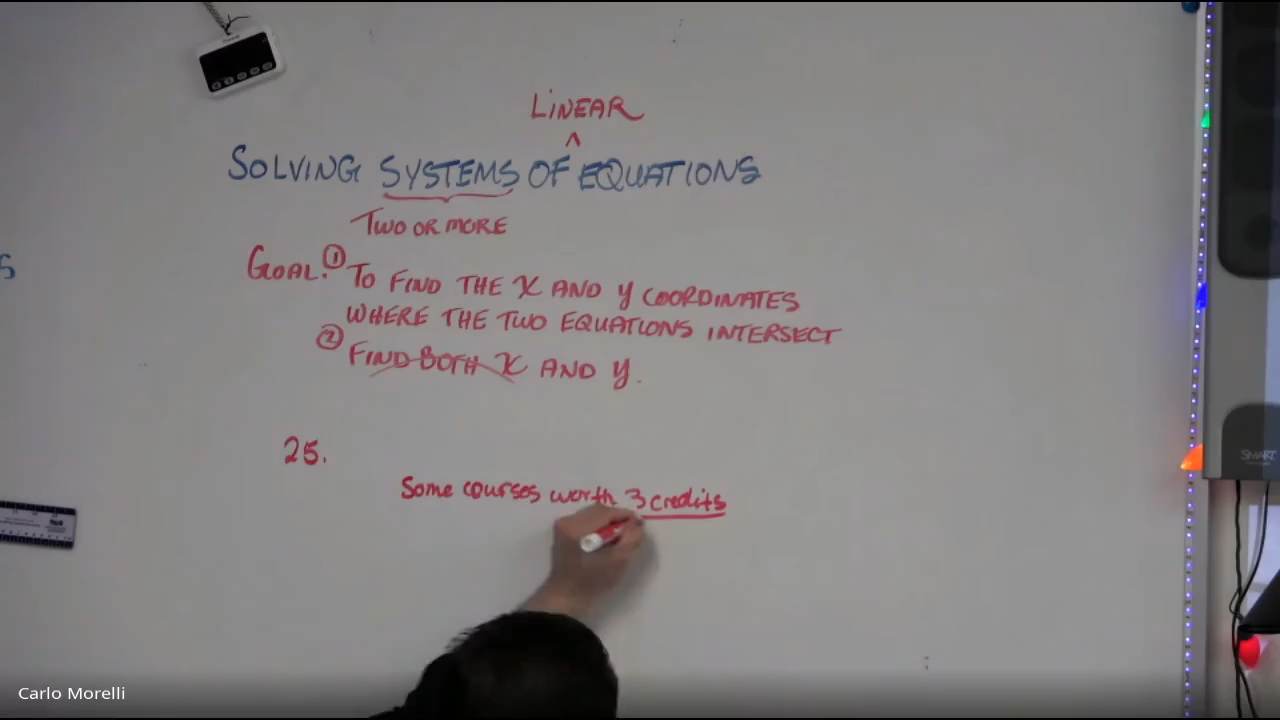 LINEAR
^
SOLVING SYSTEMS OF EQUATIONS
TWO OR MORE
GOAL: ① TO FIND THE X AND Y COORDINATES
WHERE THE TWO EQUATIONS INTERSECT
② FIND BOTH X AND Y.
25.
Some courses worth 3 credits
S
SMART
Carlo Morelli